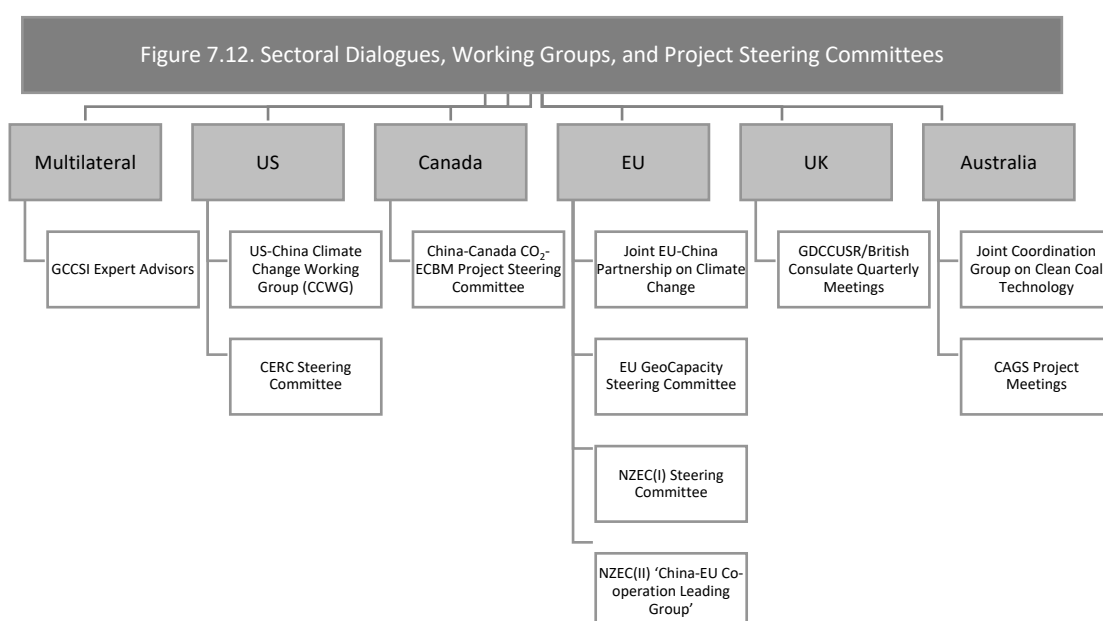 Figure 7.12. Sectoral Dialogues, Working Groups, and Project Steering Committees
Multilateral
US
Canada
EU
UK
Australia
GCCSI Expert Advisors
US-China Climate
Change Working
Group (CCWG)
China-Canada CO₂-
ECBM Project Steering
Committee
Joint EU-China
Partnership on Climate
Change
GDCCUSR/British
Consulate Quarterly
Meetings
Joint Coordination
Group on Clean Coal
Technology
CERC Steering
Committee
EU GeoCapacity
Steering Committee
CAGS Project
Meetings
NZEC(I) Steering
Committee
NZEC(II) ‘China-EU Co-
operation Leading
Group’